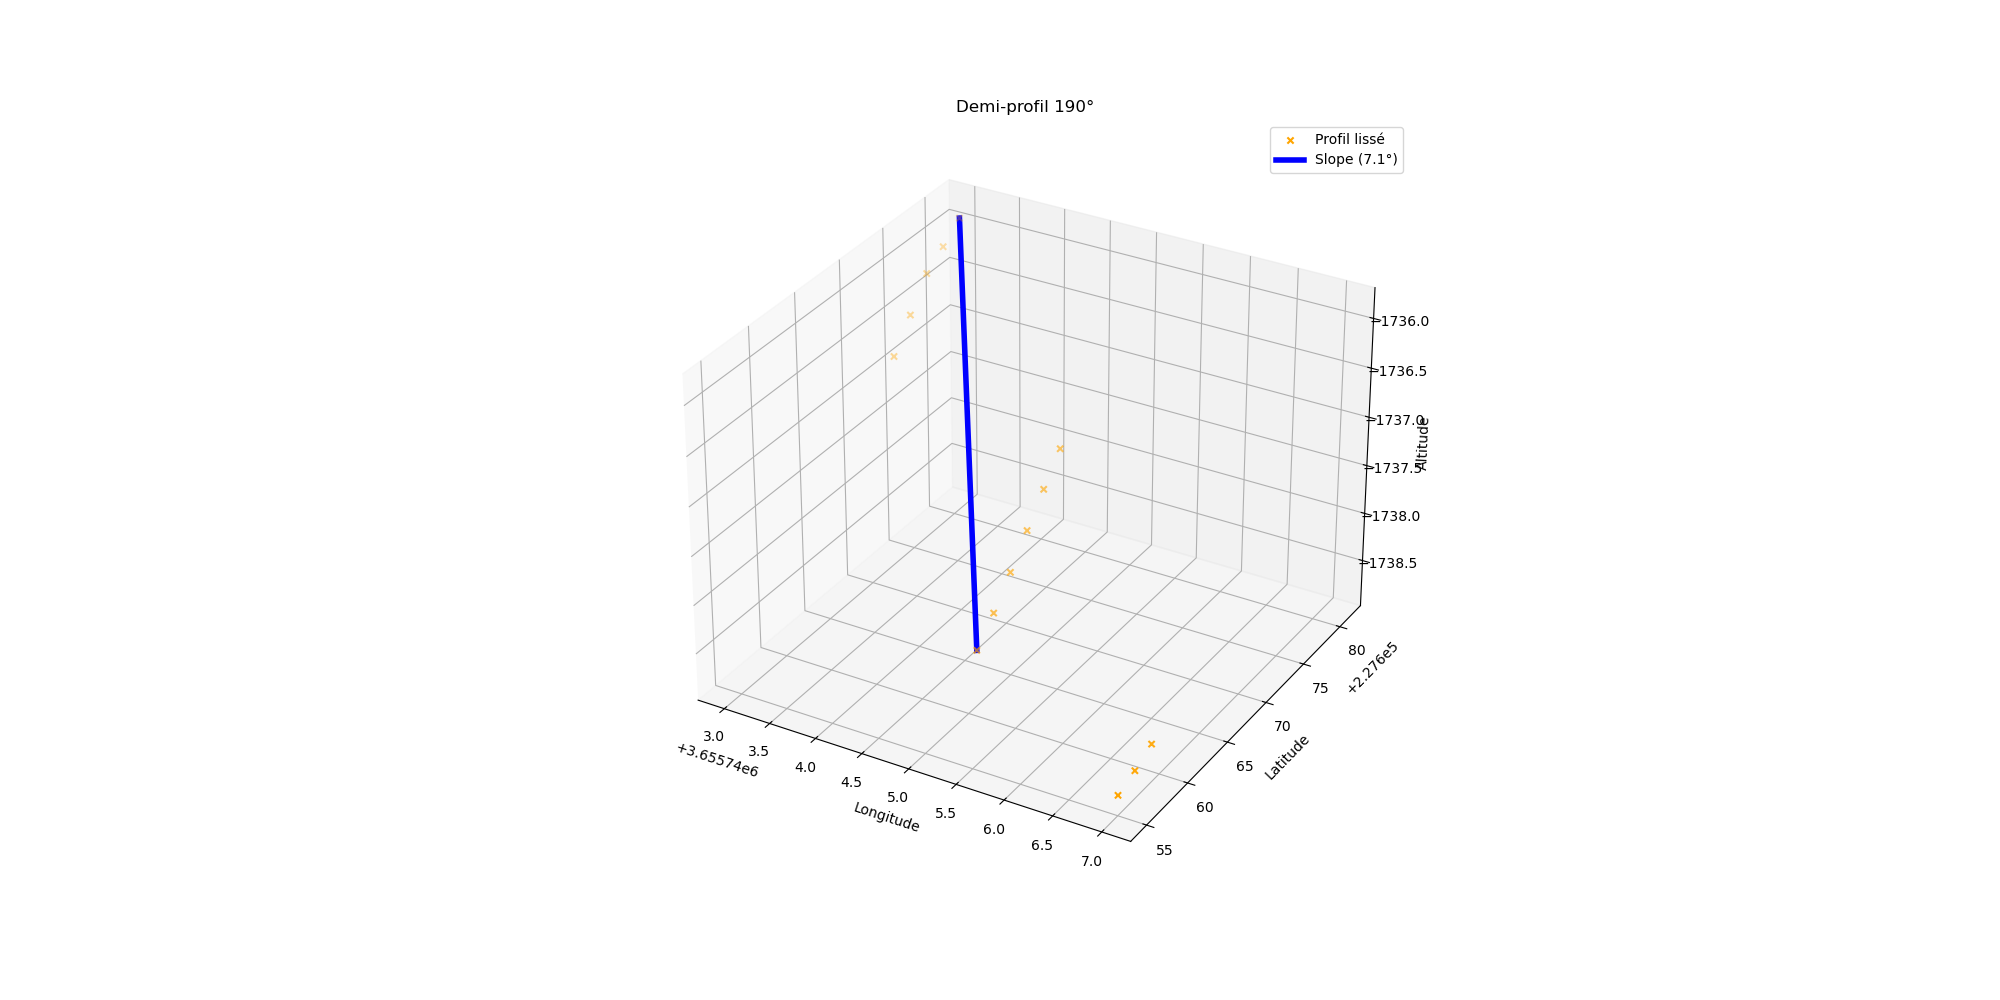 Demi-profil 190°
Profil lissé
Slope (7.1°)
−1736.0
−1736.5
−1737.0
−1737.5
−1738.0
−1738.5
Altitude
80
75
70
65
60
55
+2.276e5
Latitude
3.0
3.5
4.0
4.5
5.0
5.5
6.0
6.5
7.0
+3.65574e6
Longitude